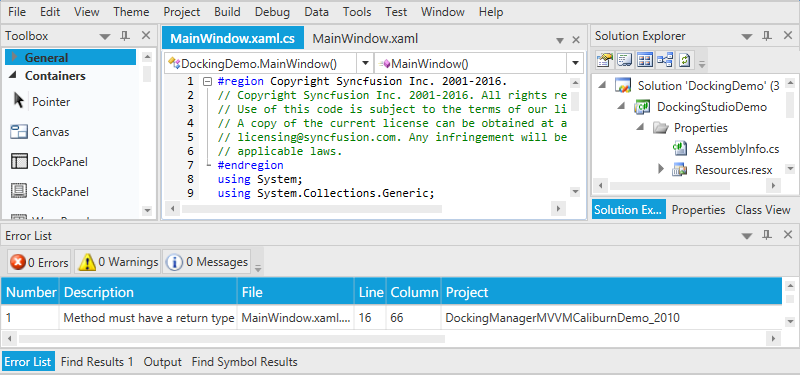 File Edit View Theme Project Build Debug Data Tools Test Window Help
Toolbox
General
Containers
Pointer
Canvas
DockPanel
StackPanel
MainWindow.xaml.cs MainWindow.xaml
DockingDemo.MainWindow() MainWindow()
1 #region Copyright Syncfusion Inc. 2001-2016.
2 // Copyright Syncfusion Inc. 2001-2016. All rights re
3 // Use of this code is subject to the terms of our li
4 // A copy of the current license can be obtained at a
5 // licensing@syncfusion.com. Any infringement will be
6 // applicable laws.
7 #endregion
8 using System;
9 using System.Collections.Generic;
Solution Explorer
Solution 'DockingDemo' (3
DockingStudioDemo
Properties
AssemblyInfo.cs
Resources.resx
Solution Ex... Properties Class View
Error List
0 Errors 0 Warnings 0 Messages
Number Description File Line Column Project
1 Method must have a return type MainWindow.xaml.... 16 66 DockingManagerMVVMCaliburnDemo_2010
Error List Find Results 1 Output Find Symbol Results